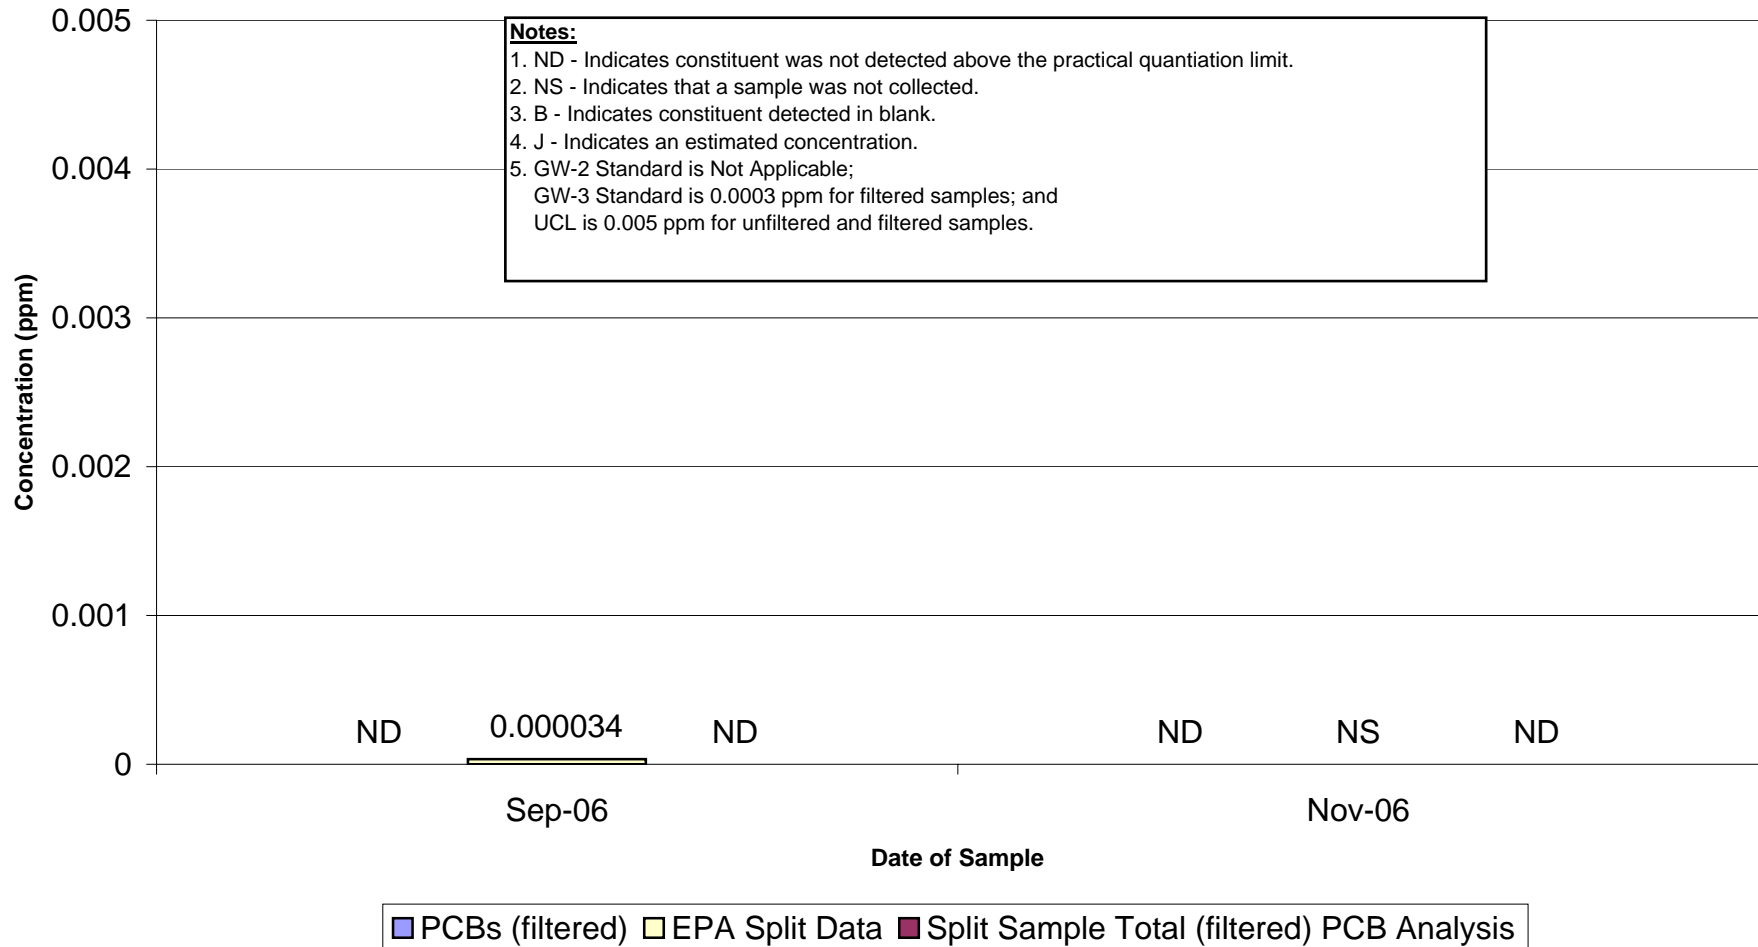 0.005
Notes:
1. ND - Indicates constituent was not detected above the practical quantiation limit.
2. NS - Indicates that a sample was not collected.
3. B - Indicates constituent detected in blank.
4. J - Indicates an estimated concentration.
5. GW-2 Standard is Not Applicable;
GW-3 Standard is 0.0003 ppm for filtered samples; and
UCL is 0.005 ppm for unfiltered and filtered samples.
0.004
0.003
0.002
0.001
0
Concentration (ppm)
ND 0.000034 ND ND NS ND
Sep-06 Nov-06
Date of Sample
PCBs (filtered) EPA Split Data Split Sample Total (filtered) PCB Analysis